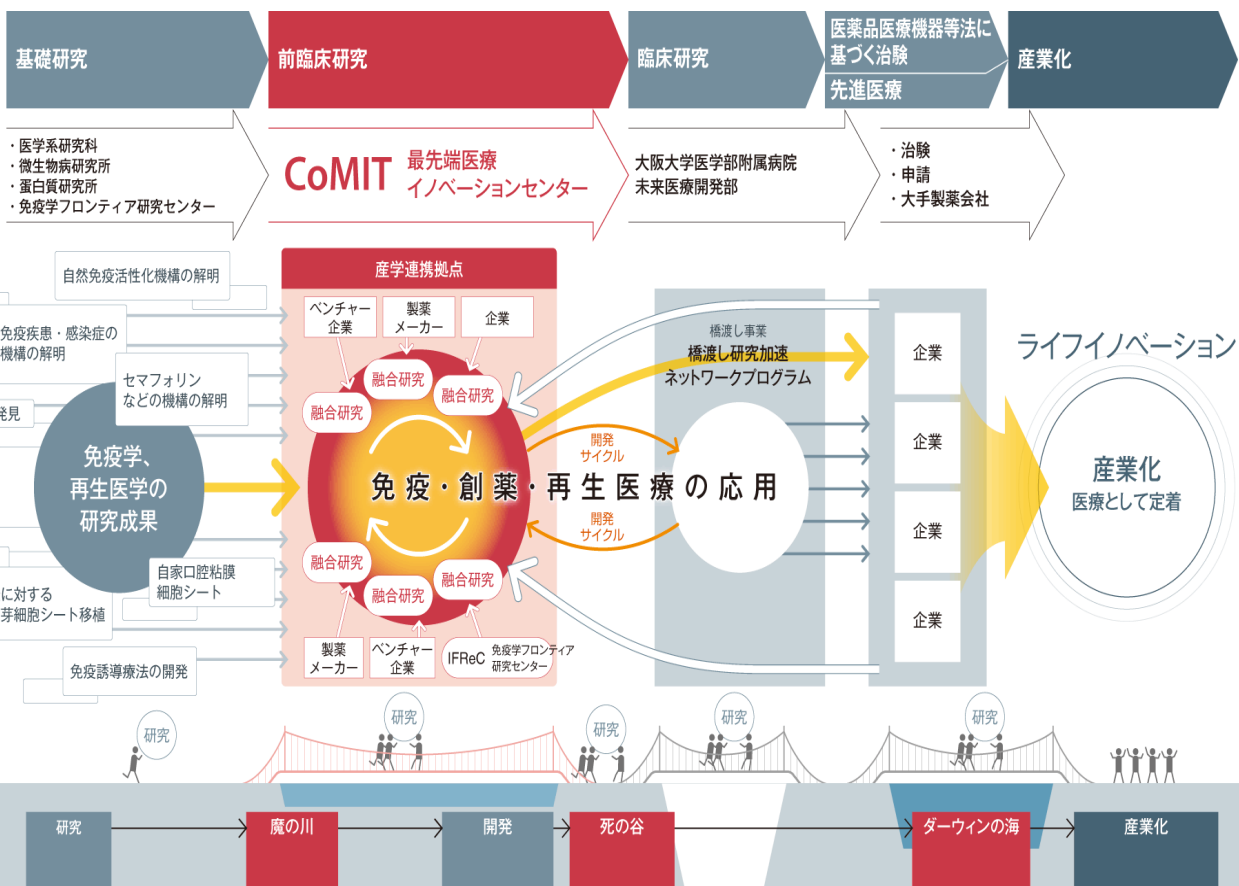 基礎研究
前臨床研究
臨床研究
医薬品医療機器等法に
基づく治験
先進医療
産業化
・医学系研究科
・微生物病研究所
・蛋白質研究所
・免疫学フロンティア研究センター
CoMIT 最先端医療
イノベーションセンター
大阪大学医学部附属病院
未来医療開発部
・治験
・申請
・大手製薬会社
自然免疫活性化機構の解明
免疫疾患・感染症の
機構の解明
セマフォリン
などの機構の解明
発見
免疫学、
再生医学の
研究成果
自家口腔粘膜
細胞シート
に対する
芽細胞シート移植
免疫誘導療法の開発
産学連携拠点
ベンチャー
企業
製薬
メーカー
企業
融合研究
融合研究
融合研究
免疫・創薬・再生医療の応用
融合研究
融合研究
融合研究
製薬
メーカー
ベンチャー
企業
IFReC 免疫学フロンティア
研究センター
橋渡し事業
橋渡し研究加速
ネットワークプログラム
開発
サイクル
開発
サイクル
企業
企業
企業
企業
ライフイノベーション
産業化
医療として定着
研究
研究
研究
研究
研究
研究
魔の川
開発
死の谷
ダーウィンの海
産業化